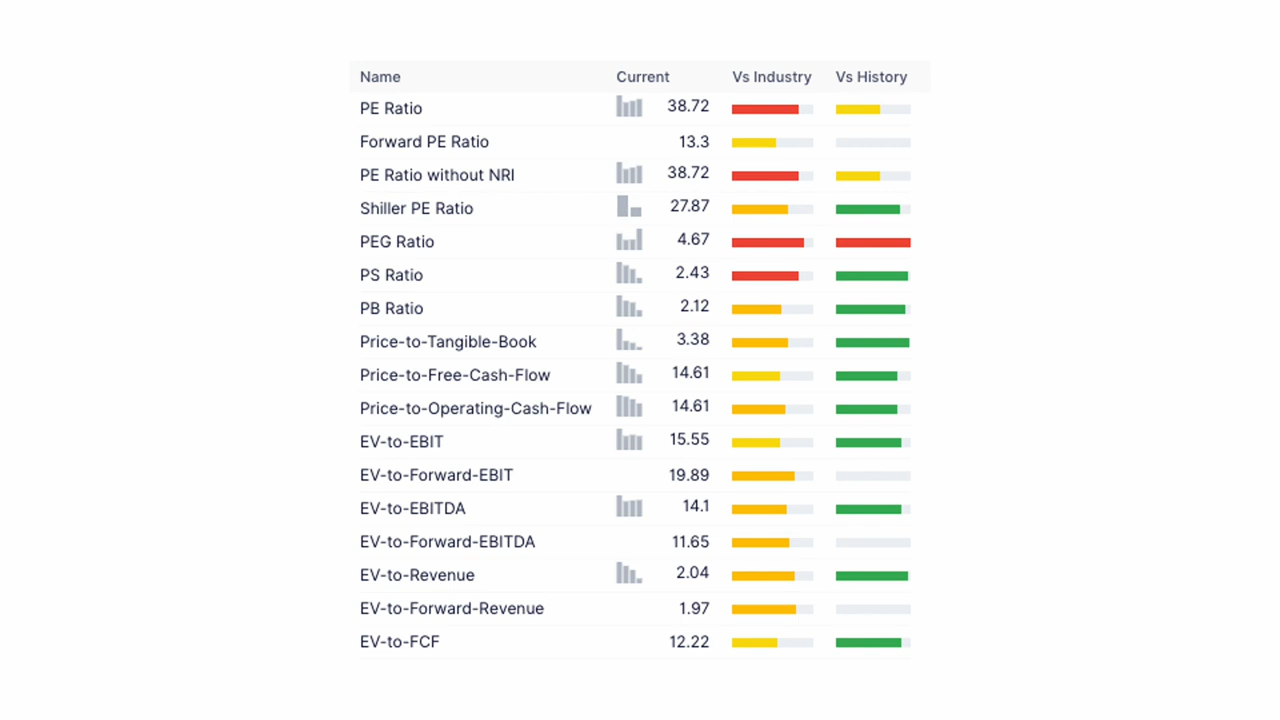 Name Current Vs Industry Vs History
PE Ratio 38.72
Forward PE Ratio 13.3
PE Ratio without NRI 38.72
Shiller PE Ratio 27.87
PEG Ratio 4.67
PS Ratio 2.43
PB Ratio 2.12
Price-to-Tangible-Book 3.38
Price-to-Free-Cash-Flow 14.61
Price-to-Operating-Cash-Flow 14.61
EV-to-EBIT 15.55
EV-to-Forward-EBIT 19.89
EV-to-EBITDA 14.1
EV-to-Forward-EBITDA 11.65
EV-to-Revenue 2.04
EV-to-Forward-Revenue 1.97
EV-to-FCF 12.22